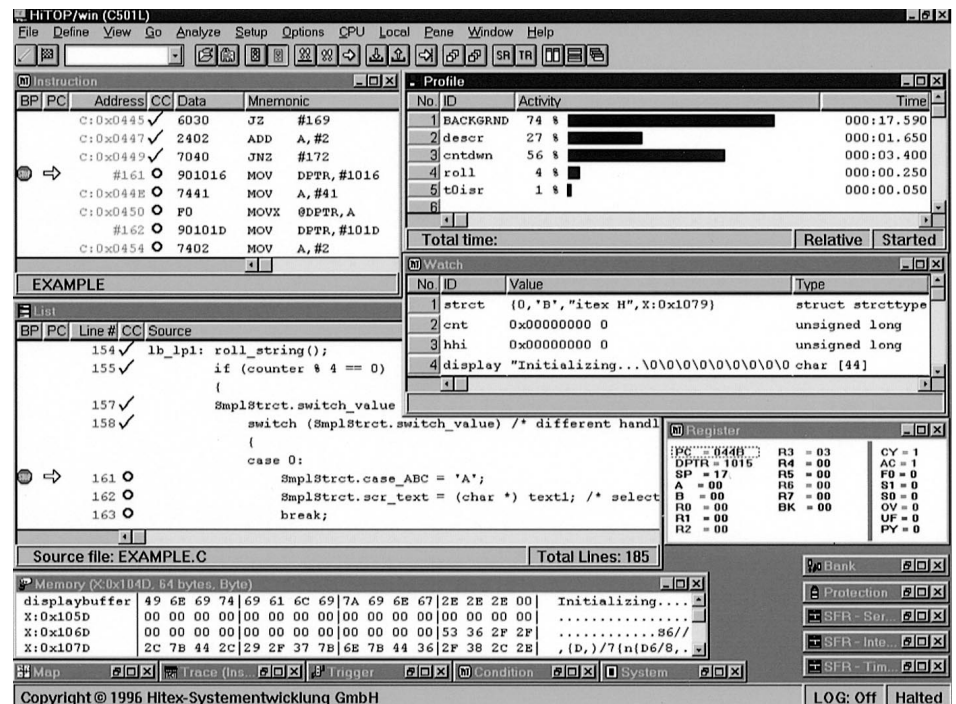 HiTOP/win (C501L)
File Define View Go Analyze Setup Options CPU Local Pane Window Help
SR TR
Instruction
BP PC Address CC Data Mnemonic
C:0x0445 6030 JZ #169
C:0x0447 2402 ADD A,#2
C:0x0449 7040 JNZ #172
#161 901016 MOV DPTR,#1016
C:0x044E 7441 MOV A,#41
C:0x0450 F0 MOVX @DPTR,A
#162 90101D MOV DPTR,#101D
C:0x0454 7402 MOV A,#2
EXAMPLE
Profile
No. ID Activity Time
1 BACKGRND 74 % 000:17.590
2 descr 27 % 000:01.650
3 cntdwn 56 % 000:03.400
4 roll 4 % 000:00.250
5 t0isr 1 % 000:00.050
6
Total time: Relative Started
Watch
No. ID Value Type
1 strct {0,'B',"itex H",X:0x1079} struct strcttype
2 cnt 0x00000000 0 unsigned long
3 hhi 0x00000000 0 unsigned long
4 display "Initializing...\0\0\0\0\0\0\0\0\0 char [44]
List
BP PC Line # CC Source
154 lb_lp1: roll_string();
155 if (counter % 4 == 0)
{
157 SmplStrct.switch_value
158 switch (SmplStrct.switch_value) /* different handl
{
case 0:
161 SmplStrct.case_ABC = 'A';
162 SmplStrct.scr_text = (char *) text1; /* select
163 break;
Source file: EXAMPLE.C Total Lines: 185
Register
PC = 044B R3 = 03 CY = 1
DPTR = 1015 R4 = 00 AC = 1
SP = 17 R5 = 00 F0 = 0
A = 00 R6 = 00 S1 = 0
B = 00 R7 = 00 S0 = 0
R0 = 00 BK = 00 OV = 0
R1 = 00 UF = 0
R2 = 00 PY = 0
Memory (X:0x104D, 64 bytes, Byte)
displaybuffer 49 6E 69 74|69 61 6C 69|7A 69 6E 67|2E 2E 2E 00| Initializing....
X:0x105D 00 00 00 00|00 00 00 00|00 00 00 00|00 00 00 00| ................
X:0x106D 00 00 00 00|00 00 00 00|00 00 00 00|53 36 2F 2F| ............S6//
X:0x107D 2C 7B 44 2C|29 2F 37 7B|6E 7B 44 36|2F 38 2C 2E| ,{D,)/7{n{D6/8,.
Bank
Protection
SFR - Ser...
SFR - Inte...
SFR - Tim...
Map Trace (Ins... Trigger Condition System
Copyright © 1996 Hitex-Systementwicklung GmbH LOG: Off Halted